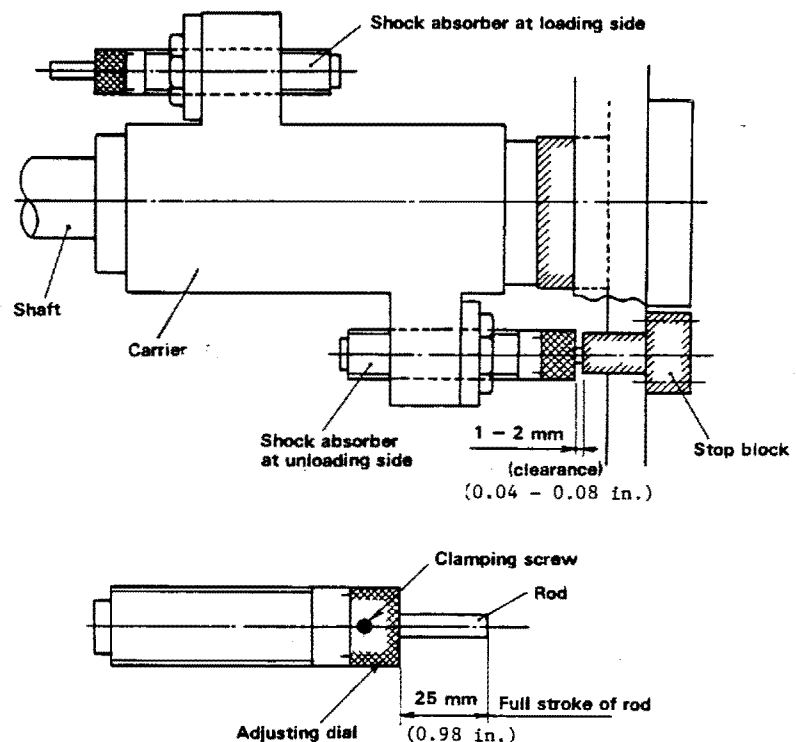 Shock absorber at loading side
Shaft
Carrier
Shock absorber
at unloading side
1 – 2 mm
(clearance)
(0.04 - 0.08 in.)
Stop block
Clamping screw
Rod
25 mm
Full stroke of rod
Adjusting dial
(0.98 in.)